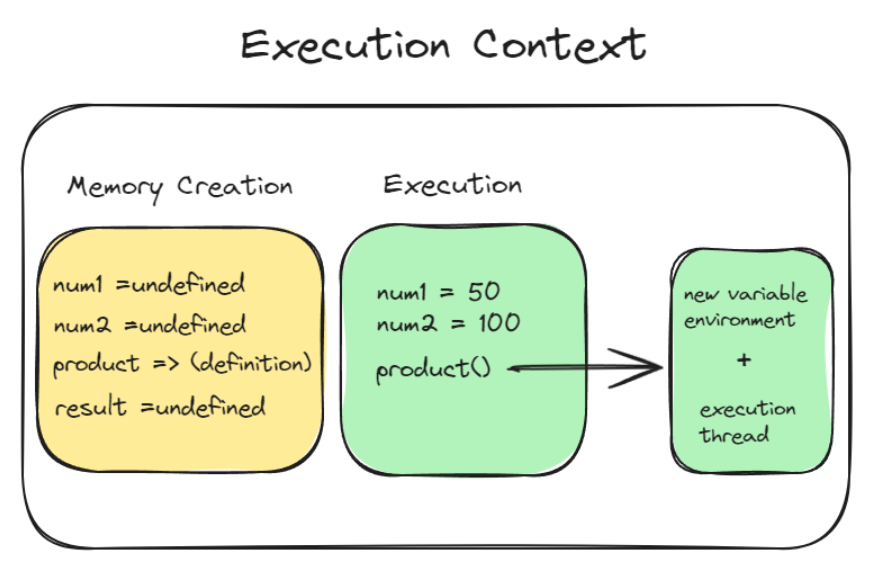 Execution Context
Memory Creation
num1 =undefined
num2 =undefined
product => (definition)
result =undefined
Execution
num1 = 50
num2 = 100
product()
new variable
environment
+
execution
thread